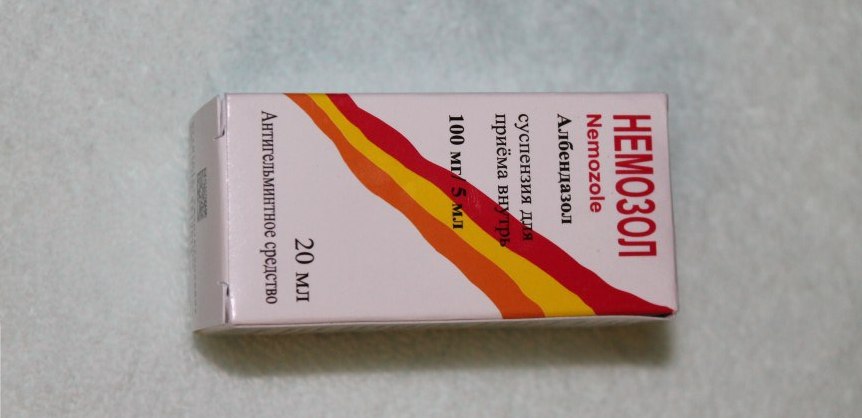 НЕМОЗОЛ
Nemozole
Албендазол
суспензия для
приёма внутрь
100 мг/ 5 мл
20 мл
Антигельминтное средство